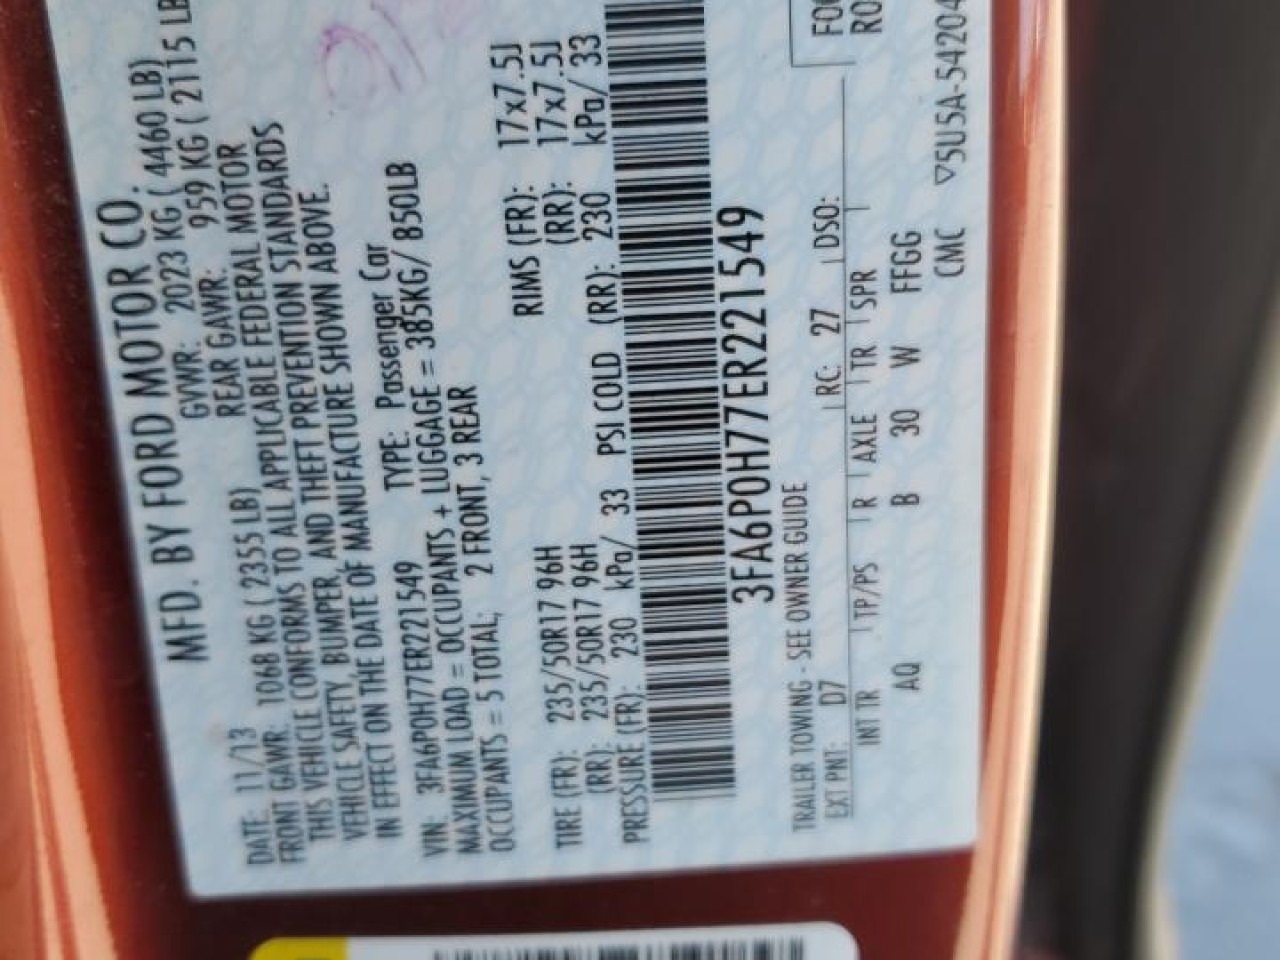 MFD. BY FORD MOTOR CO.
DATE: 11/13 GVWR: 2023 KG ( 4460 LB)
FRONT GAWR: 1068 KG ( 2355 LB) REAR GAWR: 959 KG ( 2115 LB
THIS VEHICLE CONFORMS TO ALL APPLICABLE FEDERAL MOTOR
VEHICLE SAFETY, BUMPER, AND THEFT PREVENTION STANDARDS
IN EFFECT ON THE DATE OF MANUFACTURE SHOWN ABOVE.
VIN: 3FA6P0H77ER221549 TYPE: Passenger Car
MAXIMUM LOAD = OCCUPANTS + LUGGAGE = 385KG/ 850LB
OCCUPANTS = 5 TOTAL; 2 FRONT, 3 REAR
TIRE (FR): 235/50R17 96H RIMS (FR): 17x7.5J
(RR): 235/50R17 96H (RR): 17x7.5J
PRESSURE (FR): 230 kPa/ 33 PSI COLD (RR): 230 kPa/ 33
3FA6P0H77ER221549
TRAILER TOWING - SEE OWNER GUIDE
EXT PNT: D7 RC: 27 DSO:
INT TR TP/PS R AXLE TR SPR
AQ B 30 W FFGG
CMC ▽5U5A-54204